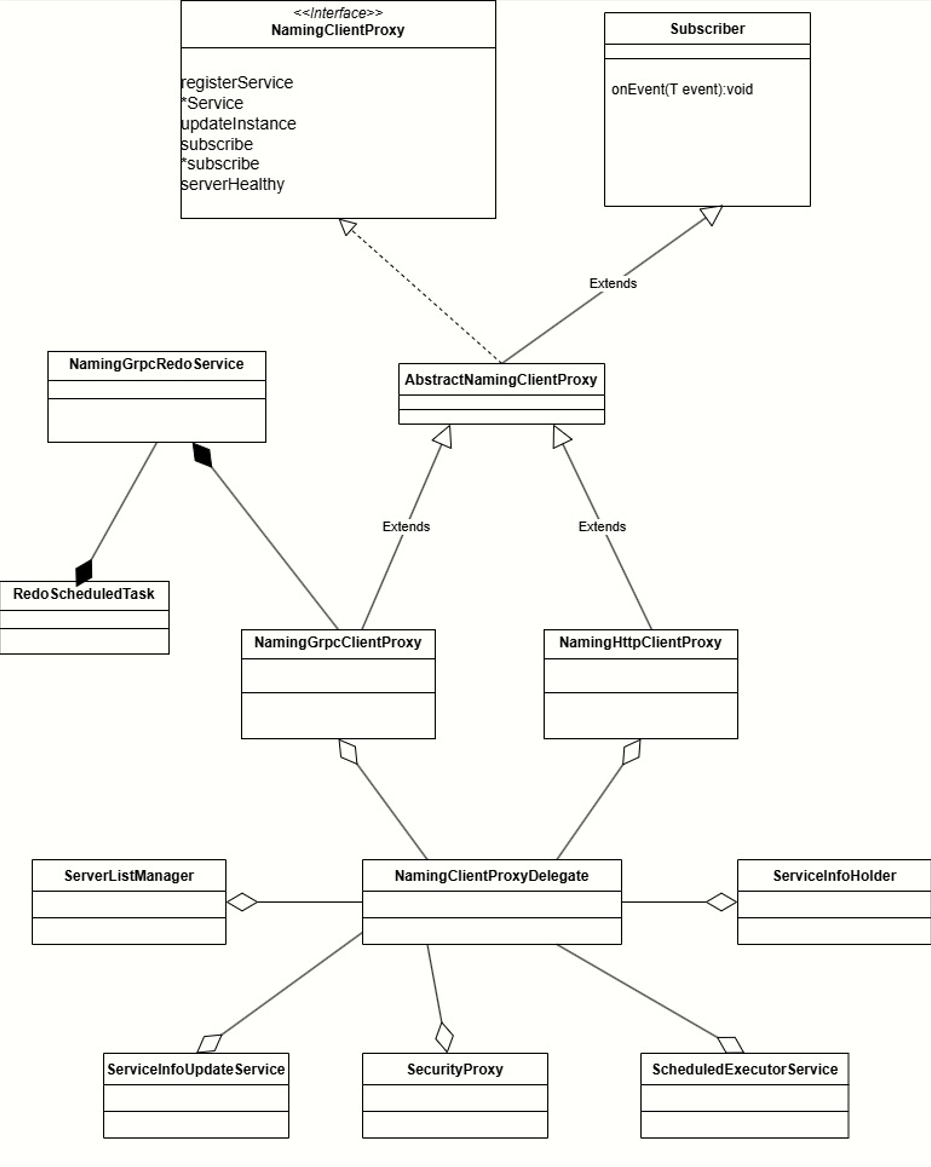 <<Interface>>
NamingClientProxy
registerService
*Service
updateInstance
subscribe
*subscribe
serverHealthy
Subscriber
onEvent(T event):void
Extends
NamingGrpcRedoService
AbstractNamingClientProxy
Extends
Extends
RedoScheduledTask
NamingGrpcClientProxy
NamingHttpClientProxy
ServerListManager
NamingClientProxyDelegate
ServiceInfoHolder
ServiceInfoUpdateService
SecurityProxy
ScheduledExecutorService